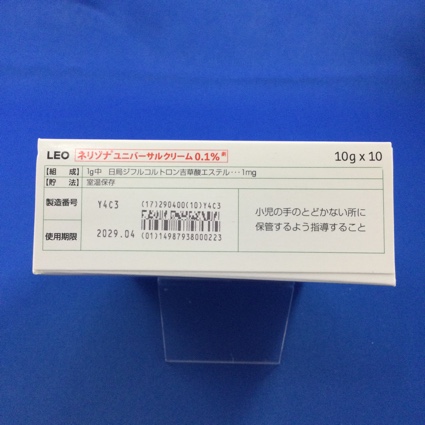 LEO ネリゾナ®ユニバーサルクリーム0.1%® 10g x 10
【組 成】 1g中 日局ジフルコルトロン吉草酸エステル･･･1mg
【貯 法】 室温保存
製造番号 Y4C3 (17)290400(10)Y4C3
使用期限 2029.04 (01)14987938000223
小児の手のとどかない所に
保管するよう指導すること